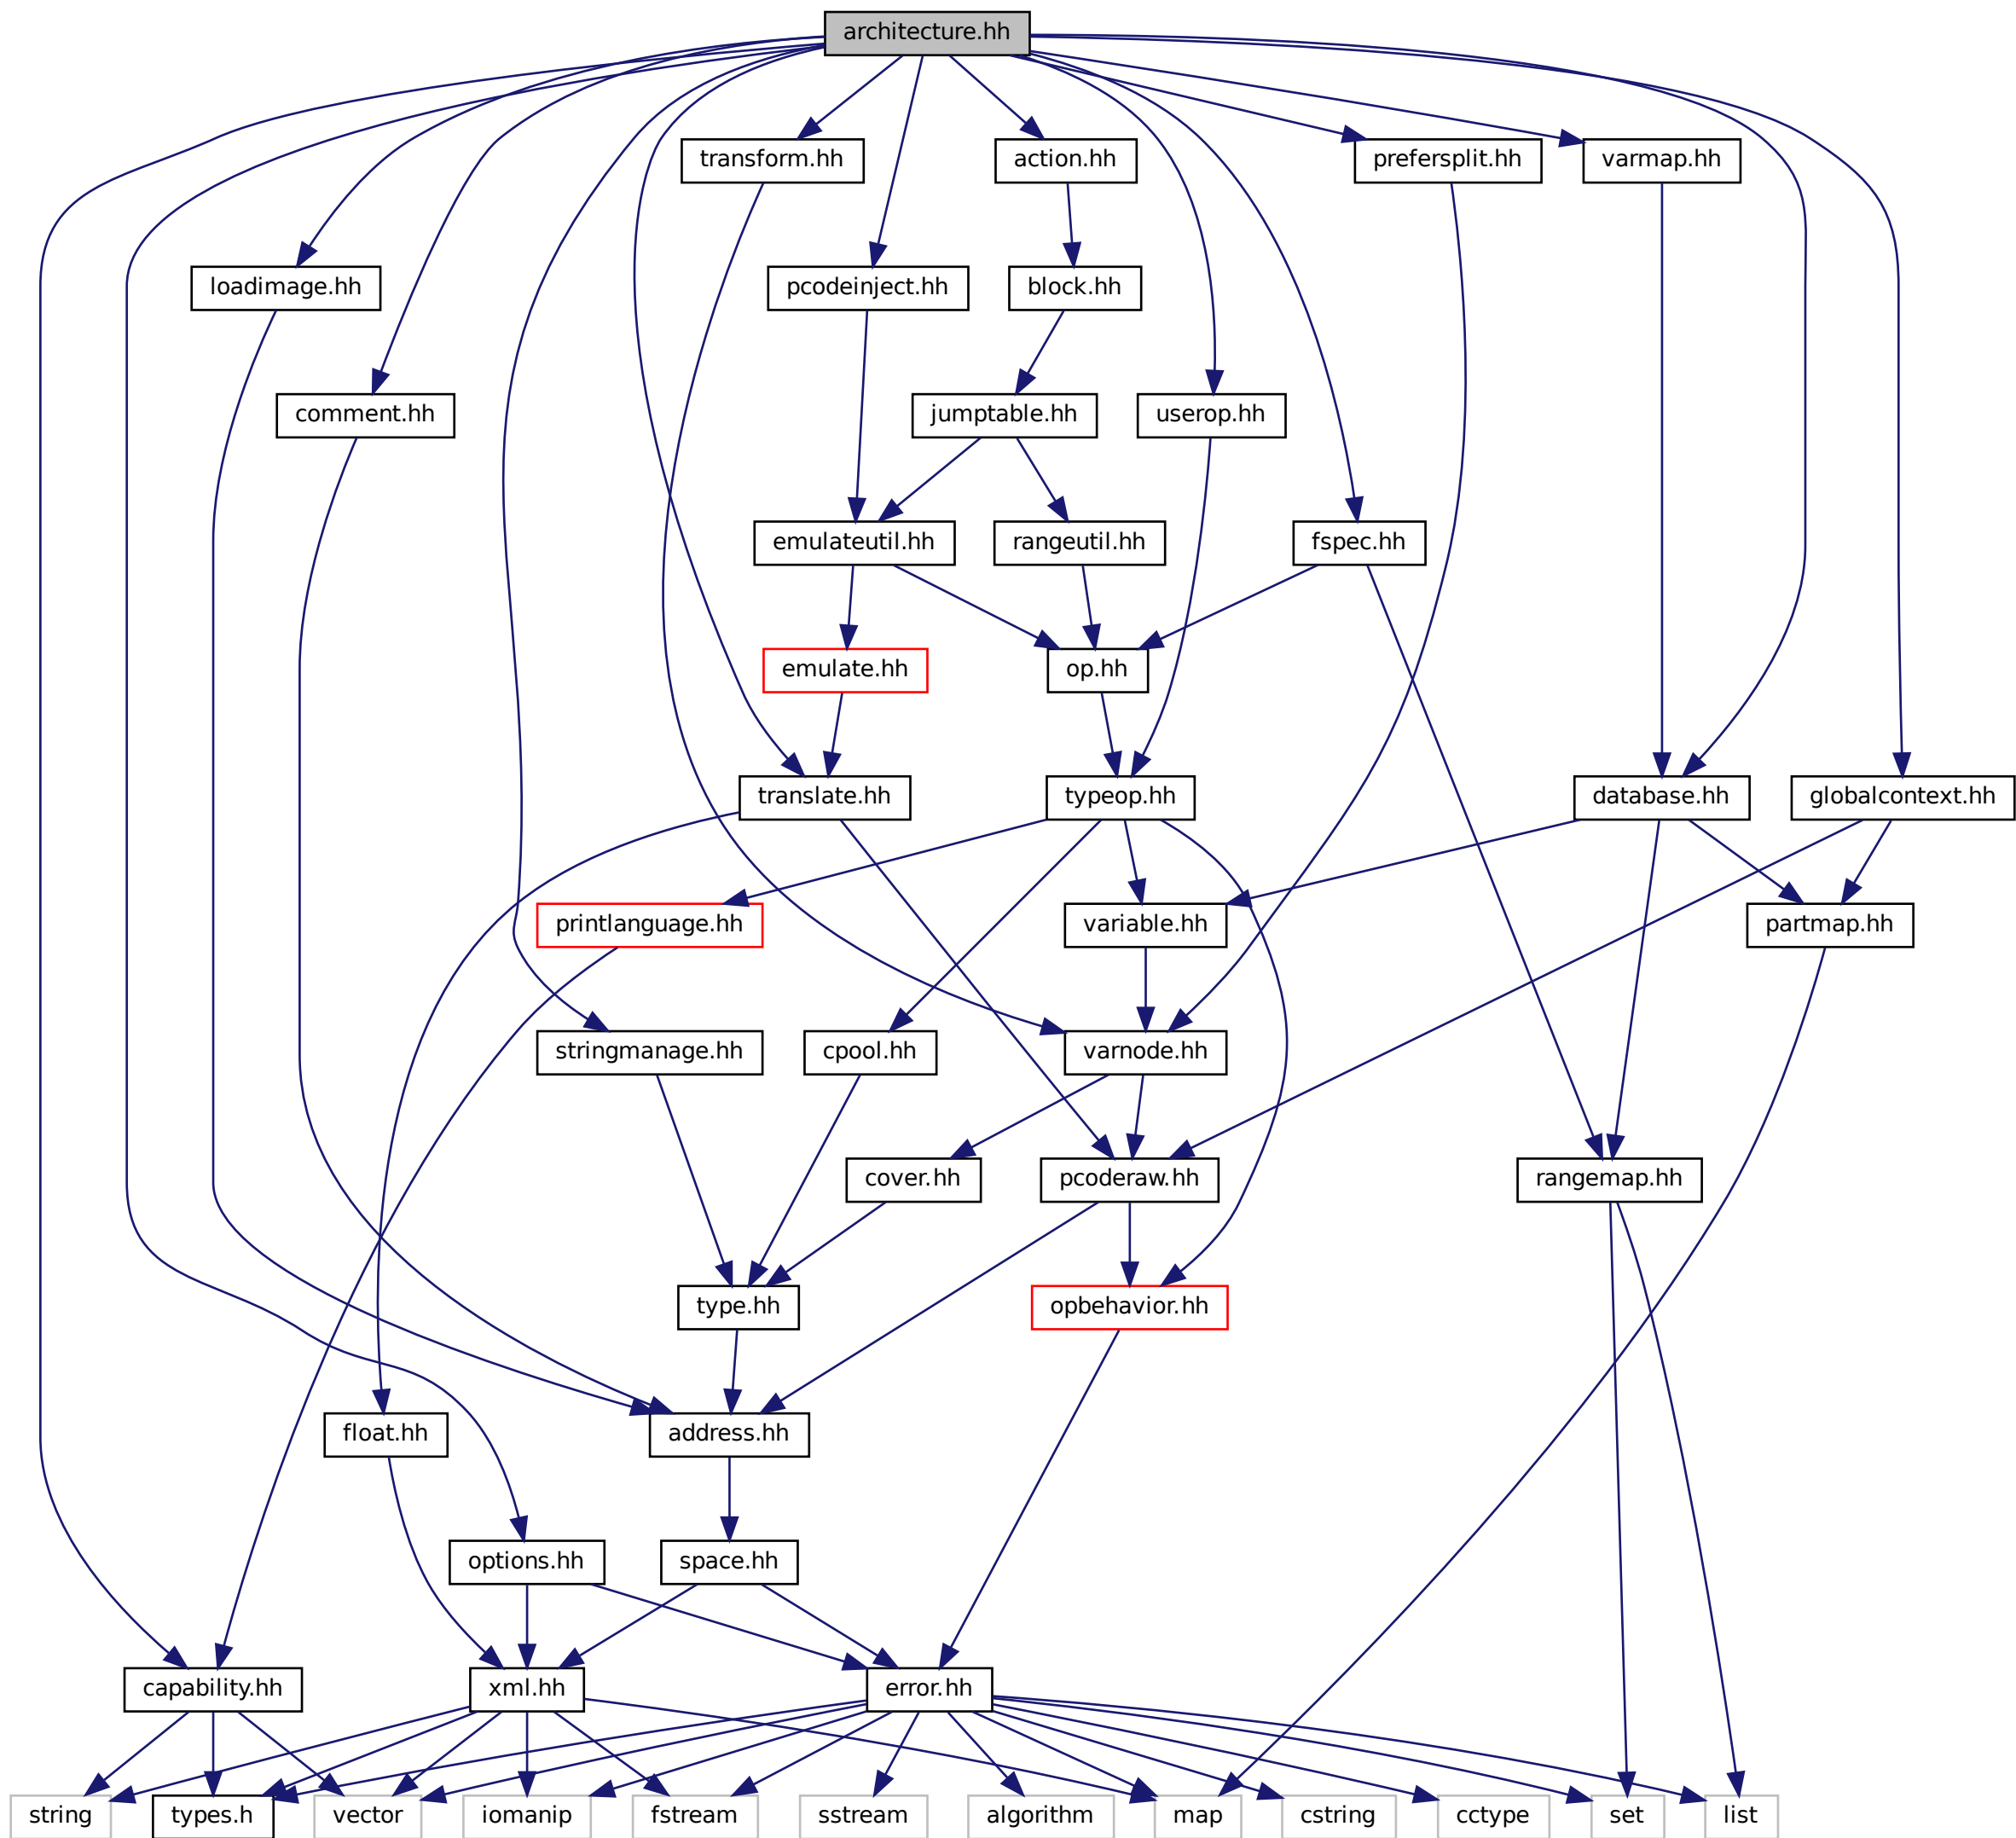 architecture.hh
transform.hh
action.hh
prefersplit.hh
varmap.hh
loadimage.hh
pcodeinject.hh
block.hh
comment.hh
jumptable.hh
userop.hh
emulateutil.hh
rangeutil.hh
fspec.hh
emulate.hh
op.hh
translate.hh
typeop.hh
database.hh
globalcontext.hh
printlanguage.hh
variable.hh
partmap.hh
stringmanage.hh
cpool.hh
varnode.hh
cover.hh
pcoderaw.hh
rangemap.hh
type.hh
opbehavior.hh
float.hh
address.hh
options.hh
space.hh
capability.hh
xml.hh
error.hh
string
types.h
vector
iomanip
fstream
sstream
algorithm
map
cstring
cctype
set
list